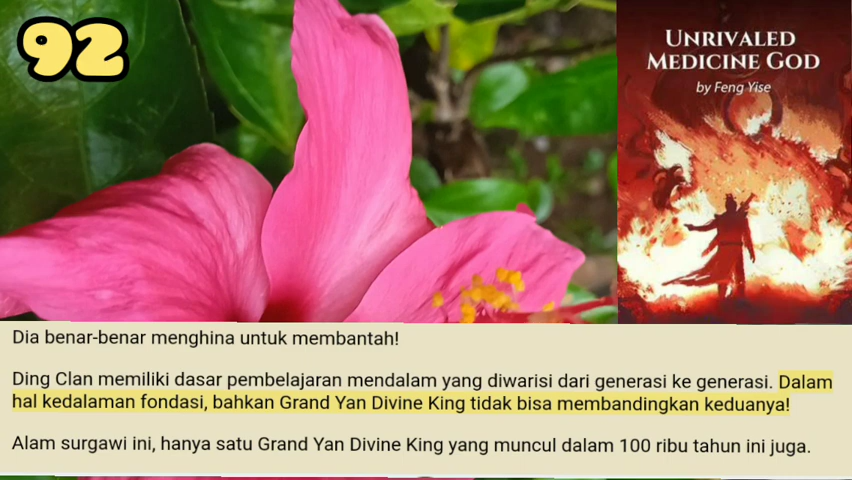 92
UNRIVALED
MEDICINE GOD
by Feng Yise
Dia benar-benar menghina untuk membantah!
Ding Clan memiliki dasar pembelajaran mendalam yang diwarisi dari generasi ke generasi. Dalam
hal kedalaman fondasi, bahkan Grand Yan Divine King tidak bisa membandingkan keduanya!
Alam surgawi ini, hanya satu Grand Yan Divine King yang muncul dalam 100 ribu tahun ini juga.